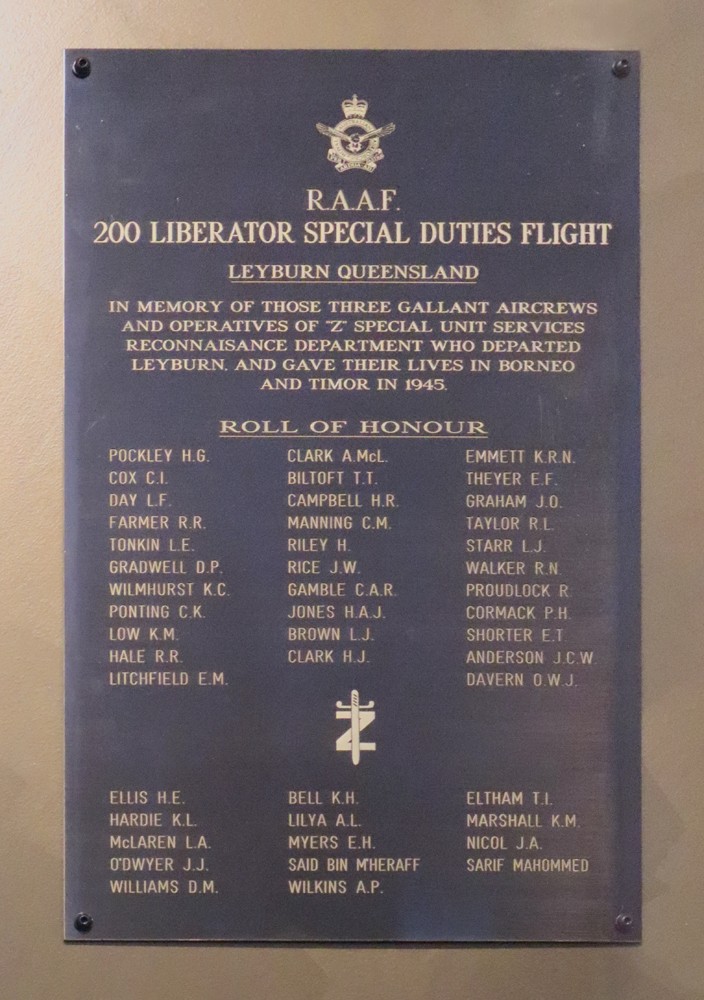 R.A.A.F.
200 LIBERATOR SPECIAL DUTIES FLIGHT
LEYBURN QUEENSLAND
IN MEMORY OF THOSE THREE GALLANT AIRCREWS
AND OPERATIVES OF "Z" SPECIAL UNIT SERVICES
RECONNAISANCE DEPARTMENT WHO DEPARTED
LEYBURN, AND GAVE THEIR LIVES IN BORNEO
AND TIMOR IN 1945.
ROLL OF HONOUR
POCKLEY H.G.
COX C.I.
DAY L.F.
FARMER R.R.
TONKIN L.E.
GRADWELL D.P.
WILMHURST K.C.
PONTING C.K.
LOW K.M.
HALE R.R.
LITCHFIELD E.M.
CLARK A.McL.
BILTOFT T.T.
CAMPBELL H.R.
MANNING C.M.
RILEY H.
RICE J.W.
GAMBLE C.A.R.
JONES H.A.J.
BROWN L.J.
CLARK H.J.
EMMETT K.R.N.
THEYER E.F.
GRAHAM J.O.
TAYLOR R.L.
STARR L.J.
WALKER R.N.
PROUDLOCK R.
CORMACK P.H.
SHORTER E.T.
ANDERSON J.C.W.
DAVERN O.W.J.
Z
ELLIS H.E.
HARDIE K.L.
McLAREN L.A.
O'DWYER J.J.
WILLIAMS D.M.
BELL K.H.
LILYA A.L.
MYERS E.H.
SAID BIN M'HERAFF
WILKINS A.P.
ELTHAM T.I.
MARSHALL K.M.
NICOL J.A.
SARIF MAHOMMED